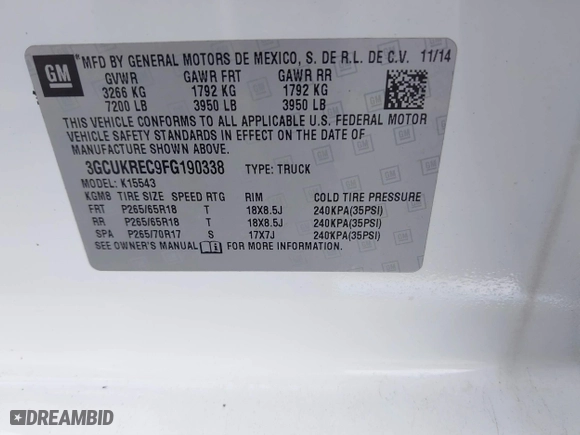 GM
MFD BY GENERAL MOTORS DE MEXICO, S. DE R.L. DE C.V. 11/14
GVWR GAWR FRT GAWR RR
3266 KG 1792 KG 1792 KG
7200 LB 3950 LB 3950 LB
THIS VEHICLE CONFORMS TO ALL APPLICABLE U.S. FEDERAL MOTOR
VEHICLE SAFETY STANDARDS IN EFFECT ON THE DATE OF
MANUFACTURE SHOWN ABOVE.
3GCUKREC9FG190338 TYPE: TRUCK
MODEL: K15543
KGMB TIRE SIZE SPEED RTG RIM COLD TIRE PRESSURE
FRT P265/65R18 T 18X8.5J 240KPA(35PSI)
RR P265/65R18 T 18X8.5J 240KPA(35PSI)
SPA P265/70R17 S 17X7J 240KPA(35PSI)
SEE OWNER'S MANUAL FOR MORE INFORMATION.
DREAMBID